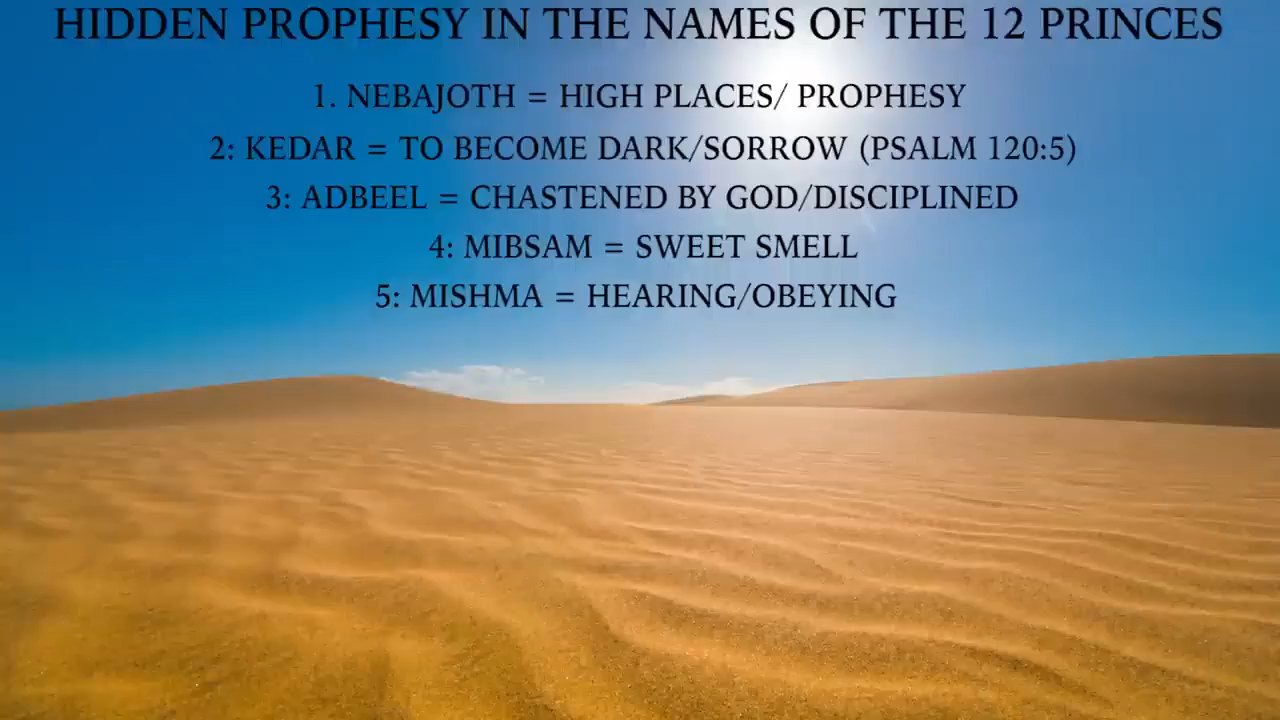 HIDDEN PROPHESY IN THE NAMES OF THE 12 PRINCES
1. NEBAJOTH = HIGH PLACES/ PROPHESY
2: KEDAR = TO BECOME DARK/SORROW (PSALM 120:5)
3: ADBEEL = CHASTENED BY GOD/DISCIPLINED
4: MIBSAM = SWEET SMELL
5: MISHMA = HEARING/OBEYING